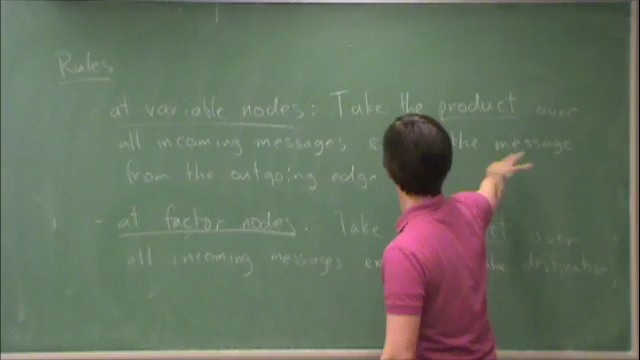 Rules
- at variable nodes: Take the product over
all incoming messages the message
from the outgoing edge
- at factor nodes. Take over
all incoming messages the destination